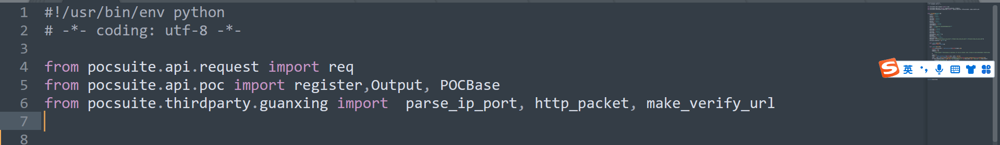 1 #!/usr/bin/env python
2 # -*- coding: utf-8 -*-
3
4 from pocsuite.api.request import req
5 from pocsuite.api.poc import register,Output, POCBase
英
6 from pocsuite.thirdparty.guanxing import  parse_ip_port, http_packet, make_verify_url
7
8